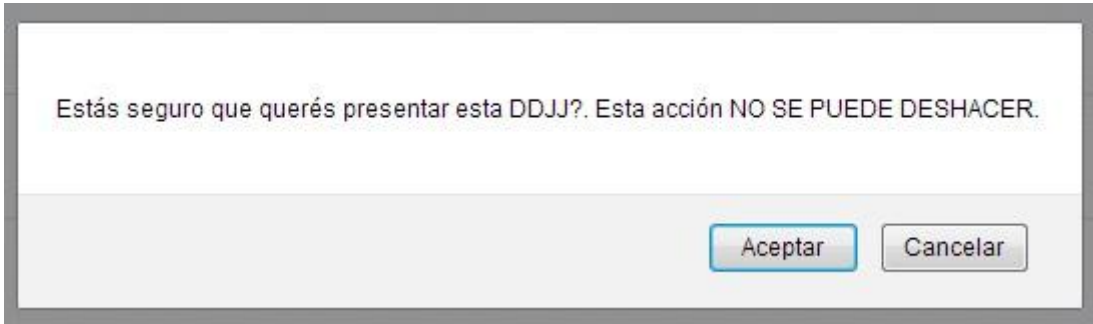 Estás seguro que querés presentar esta DDJJ?. Esta acción NO SE PUEDE DESHACER.
Aceptar Cancelar